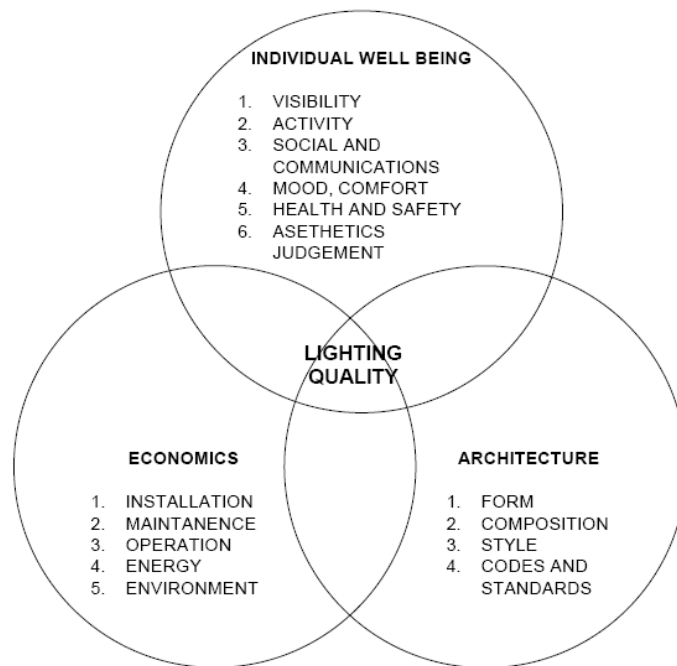 INDIVIDUAL WELL BEING
1. VISIBILITY
2. ACTIVITY
3. SOCIAL AND
COMMUNICATIONS
4. MOOD, COMFORT
5. HEALTH AND SAFETY
6. ASETHETICS
JUDGEMENT
LIGHTING
QUALITY
ECONOMICS
1. INSTALLATION
2. MAINTANENCE
3. OPERATION
4. ENERGY
5. ENVIRONMENT
ARCHITECTURE
1. FORM
2. COMPOSITION
3. STYLE
4. CODES AND
STANDARDS